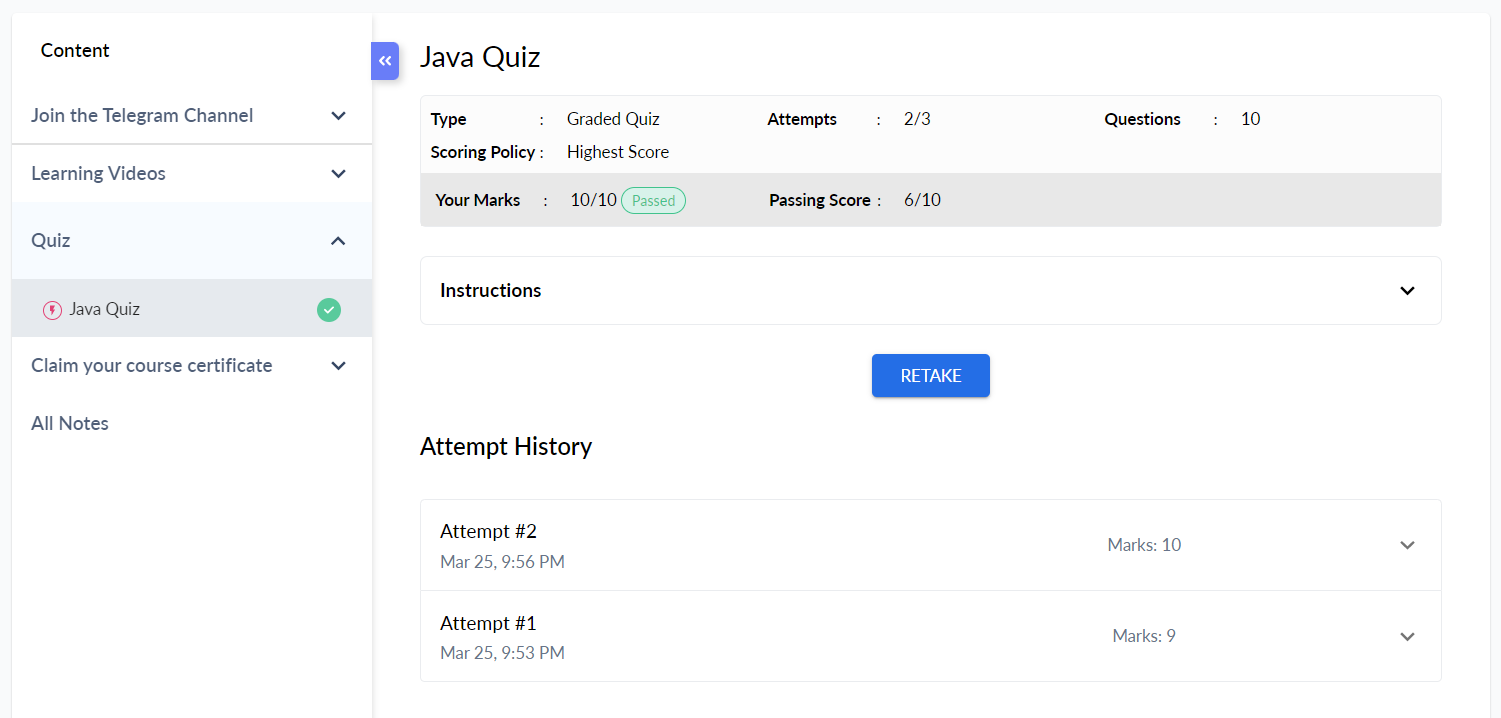 Content
Join the Telegram Channel
Learning Videos
Quiz
Java Quiz
Claim your course certificate
All Notes
Java Quiz
Type : Graded Quiz Attempts : 2/3 Questions : 10
Scoring Policy : Highest Score
Your Marks : 10/10 Passed Passing Score : 6/10
Instructions
RETAKE
Attempt History
Attempt #2
Mar 25, 9:56 PM
Marks: 10
Attempt #1
Mar 25, 9:53 PM
Marks: 9